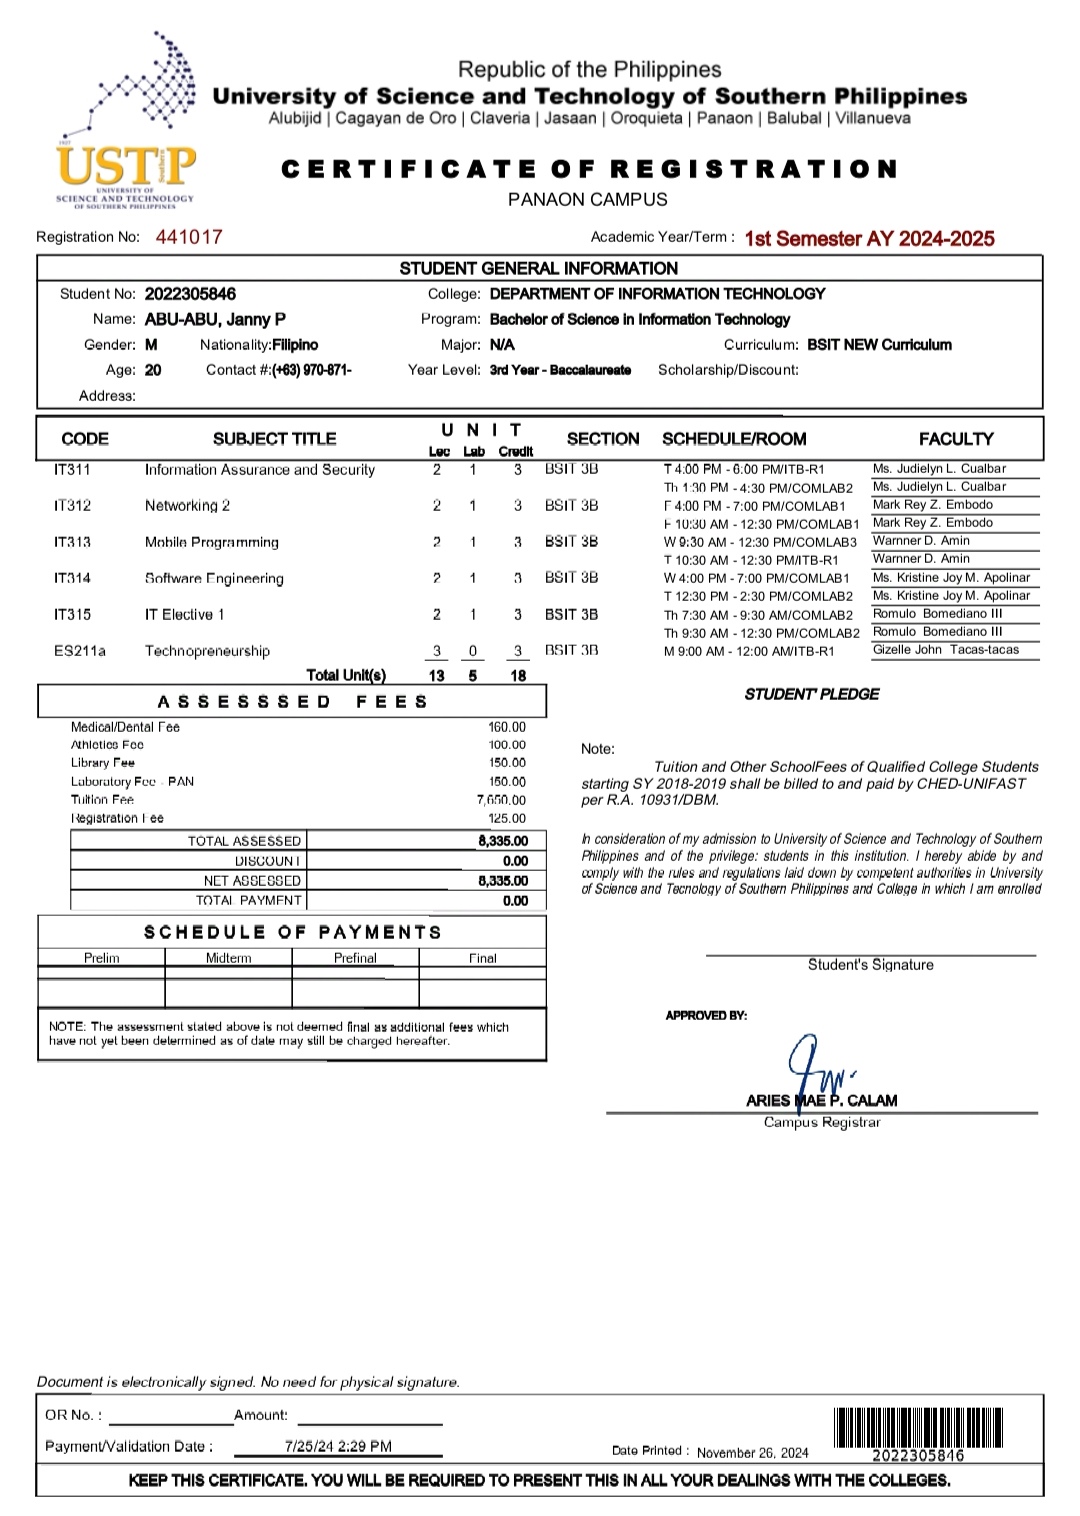 Republic of the Philippines
University of Science and Technology of Southern Philippines
Alubijid | Cagayan de Oro | Claveria | Jasaan | Oroquieta | Panaon | Balubal | Villanueva
1927
USTP
Southern
UNIVERSITY OF
SCIENCE AND TECHNOLOGY
OF SOUTHERN PHILIPPINES
CERTIFICATE OF REGISTRATION
PANAON CAMPUS
Registration No: 441017 Academic Year/Term : 1st Semester AY 2024-2025
STUDENT GENERAL INFORMATION
Student No: 2022305846 College: DEPARTMENT OF INFORMATION TECHNOLOGY
Name: ABU-ABU, Janny P Program: Bachelor of Science in Information Technology
Gender: M Nationality:Filipino Major: N/A Curriculum: BSIT NEW Curriculum
Age: 20 Contact #:(+63) 970-871- Year Level: 3rd Year - Baccalaureate Scholarship/Discount:
Address:
CODE SUBJECT TITLE UNIT SECTION SCHEDULE/ROOM FACULTY
Lec Lab Credit
IT311 Information Assurance and Security 2 1 3 BSIT 3B T 4:00 PM - 6:00 PM/ITB-R1 Ms. Judielyn L. Cualbar
Th 1:30 PM - 4:30 PM/COMLAB2 Ms. Judielyn L. Cualbar
IT312 Networking 2 2 1 3 BSIT 3B F 4:00 PM - 7:00 PM/COMLAB1 Mark Rey Z. Embodo
F 10:30 AM - 12:30 PM/COMLAB1 Mark Rey Z. Embodo
IT313 Mobile Programming 2 1 3 BSIT 3B W 9:30 AM - 12:30 PM/COMLAB3 Warnner D. Amin
T 10:30 AM - 12:30 PM/ITB-R1 Warnner D. Amin
IT314 Software Engineering 2 1 3 BSIT 3B W 4:00 PM - 7:00 PM/COMLAB1 Ms. Kristine Joy M. Apolinar
T 12:30 PM - 2:30 PM/COMLAB2 Ms. Kristine Joy M. Apolinar
IT315 IT Elective 1 2 1 3 BSIT 3B Th 7:30 AM - 9:30 AM/COMLAB2 Romulo Bomediano III
Th 9:30 AM - 12:30 PM/COMLAB2 Romulo Bomediano III
ES211a Technopreneurship 3 0 3 BSIT 3B M 9:00 AM - 12:00 AM/ITB-R1 Gizelle John Tacas-tacas
Total Unit(s) 13 5 18
ASSESSSED FEES
Medical/Dental Fee 160.00
Athletics Fee 100.00
Library Fee 150.00
Laboratory Fee - PAN 150.00
Tuition Fee 7,650.00
Registration Fee 125.00
TOTAL ASSESSED 8,335.00
DISCOUNT 0.00
NET ASSESSED 8,335.00
TOTAL PAYMENT 0.00
SCHEDULE OF PAYMENTS
Prelim Midterm Prefinal Final
NOTE: The assessment stated above is not deemed final as additional fees which
have not yet been determined as of date may still be charged hereafter.
STUDENT' PLEDGE
Note:
Tuition and Other SchoolFees of Qualified College Students
starting SY 2018-2019 shall be billed to and paid by CHED-UNIFAST
per R.A. 10931/DBM.
In consideration of my admission to University of Science and Technology of Southern
Philippines and of the privilege: students in this institution. I hereby abide by and
comply with the rules and regulations laid down by competent authorities in University
of Science and Tecnology of Southern Philippines and College in which I am enrolled
Student's Signature
APPROVED BY:
ARIES MAE P. CALAM
Campus Registrar
Document is electronically signed. No need for physical signature.
OR No. : Amount:
Payment/Validation Date : 7/25/24 2:29 PM Date Printed : November 26, 2024
2022305846
KEEP THIS CERTIFICATE. YOU WILL BE REQUIRED TO PRESENT THIS IN ALL YOUR DEALINGS WITH THE COLLEGES.